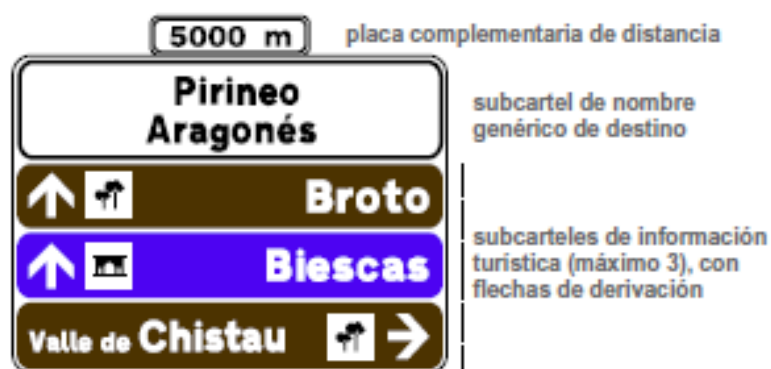 5000 m
placa complementaria de distancia
Pirineo
Aragonés
subcartel de nombre
genérico de destino
Broto
Biescas
subcarteles de información
turística (máximo 3), con
flechas de derivación
Valle de Chistau